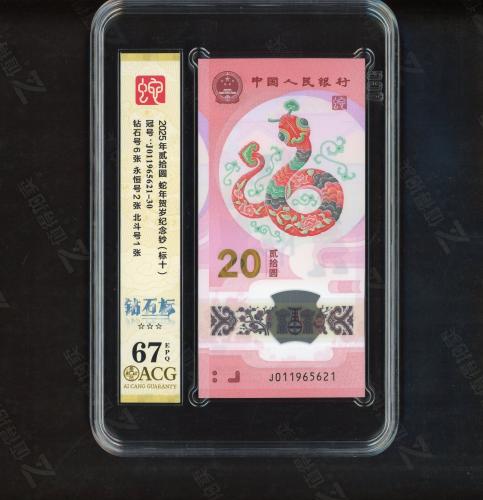 蛇
2025年贰拾圆 蛇年贺岁纪念钞(标十)
冠号:J011965621-30
钻石号6张 永恒号2张 北斗号1张
钻石标
☆☆☆
67 EPQ
ACG
AI CANG GUARANTY
中国人民银行
蛇
20 贰拾圆
J011965621